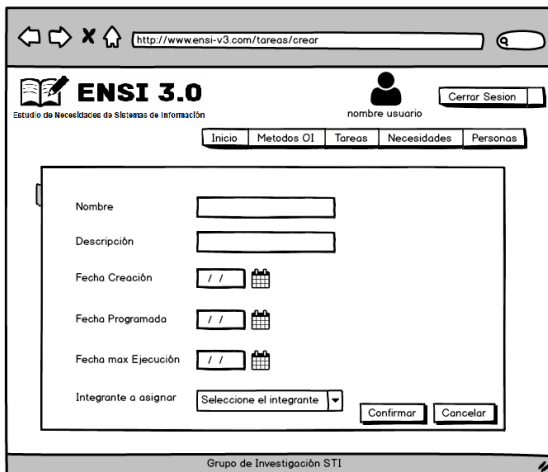 http://www.ensi-v3.com/tareas/crear
ENSI 3.0
Estudio de Necesidades de Sistemas de Información
nombre usuario
Cerrar Sesion
Inicio Metodos OI Tareas Necesidades Personas
Nombre
Descripción
Fecha Creación / /
Fecha Programada / /
Fecha max Ejecución / /
Integrante a asignar Seleccione el integrante
Confirmar Cancelar
Grupo de Investigación STI